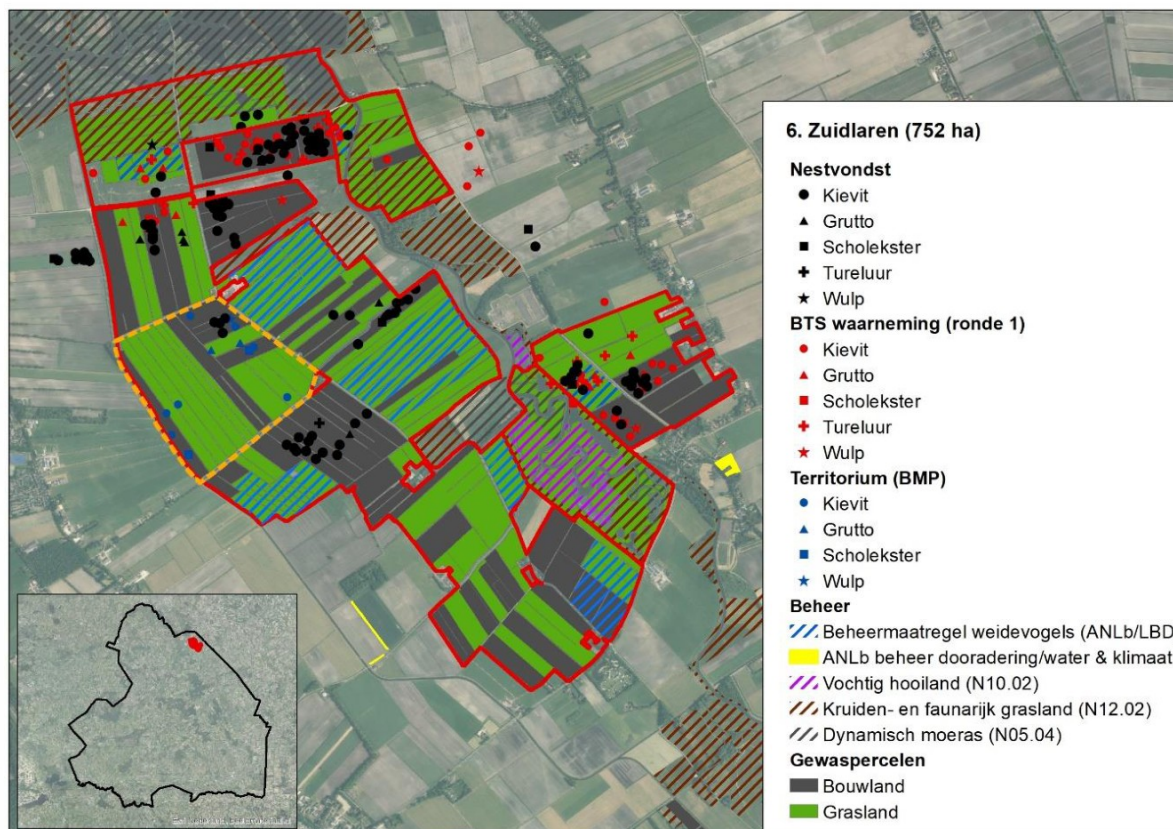 6. Zuidlaren (752 ha)
Nestvondst
Kievit
Grutto
Scholekster
Tureluur
Wulp
BTS waarneming (ronde 1)
Kievit
Grutto
Scholekster
Tureluur
Wulp
Territorium (BMP)
Kievit
Grutto
Scholekster
Wulp
Beheer
Beheermaatregel weidevogels (ANLb/LBD
ANLb beheer dooradering/water & klimaat
Vochtig hooiland (N10.02)
Kruiden- en faunarijk grasland (N12.02)
Dynamisch moeras (N05.04)
Gewaspercelen
Bouwland
Grasland